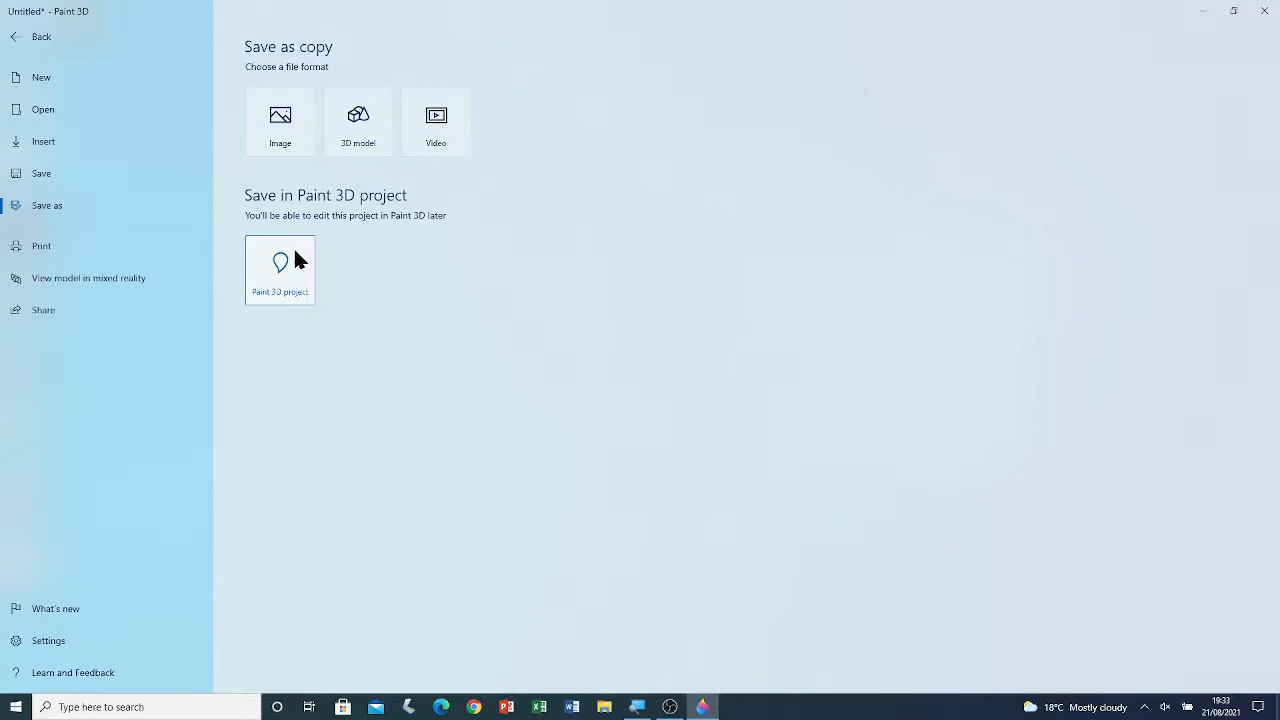 Untitled* - Paint 3D
Back
New
Open
Insert
Save
Save as
Print
View model in mixed reality
Share
What's new
Settings
Learn and Feedback
Save as copy
Choose a file format
Image
3D model
Video
Save in Paint 3D project
You'll be able to edit this project in Paint 3D later
Paint 3D project
Type here to search
18°C Mostly cloudy
19:33
21/08/2021